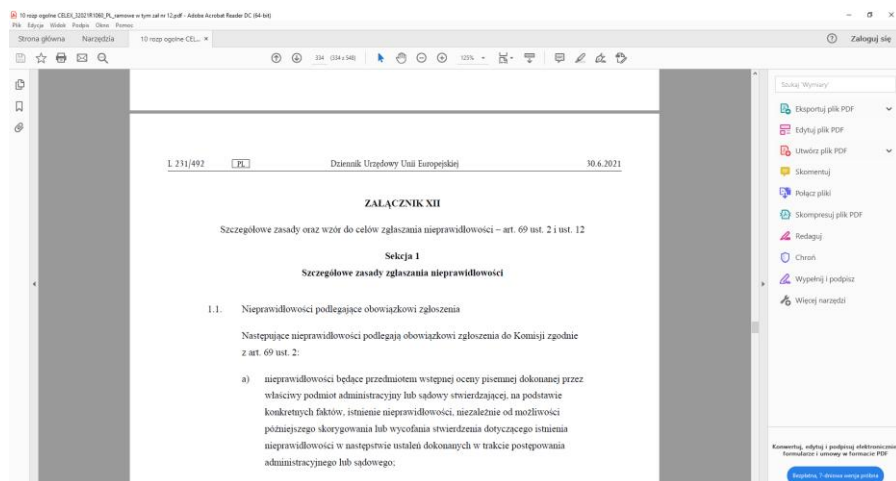 10 rozp ogolne CELEX_32021R1060_PL_ramowe w tym zał nr 12.pdf - Adobe Acrobat Reader DC (64-bit)
Plik Edycja Widok Podpis Okno Pomoc
Strona główna Narzędzia 10 rozp ogolne CEL... × Zaloguj się
334 (334 z 548) 125%
Szukaj 'Wymiary'
Eksportuj plik PDF
Edytuj plik PDF
Utwórz plik PDF
Skomentuj
Połącz pliki
Skompresuj plik PDF
Redaguj
Chroń
Wypełnij i podpisz
Więcej narzędzi
L 231/492 PL Dziennik Urzędowy Unii Europejskiej 30.6.2021
ZAŁĄCZNIK XII
Szczegółowe zasady oraz wzór do celów zgłaszania nieprawidłowości – art. 69 ust. 2 i ust. 12
Sekcja 1
Szczegółowe zasady zgłaszania nieprawidłowości
1.1. Nieprawidłowości podlegające obowiązkowi zgłoszenia
Następujące nieprawidłowości podlegają obowiązkowi zgłoszenia do Komisji zgodnie
z art. 69 ust. 2:
a) nieprawidłowości będące przedmiotem wstępnej oceny pisemnej dokonanej przez
właściwy podmiot administracyjny lub sądowy stwierdzającej, na podstawie
konkretnych faktów, istnienie nieprawidłowości, niezależnie od możliwości
późniejszego skorygowania lub wycofania stwierdzenia dotyczącego istnienia
nieprawidłowości w następstwie ustaleń dokonanych w trakcie postępowania
administracyjnego lub sądowego;
Konwertuj, edytuj i podpisuj elektronicznie
formularze i umowy w formacie PDF
Bezpłatna, 7-dniowa wersja próbna